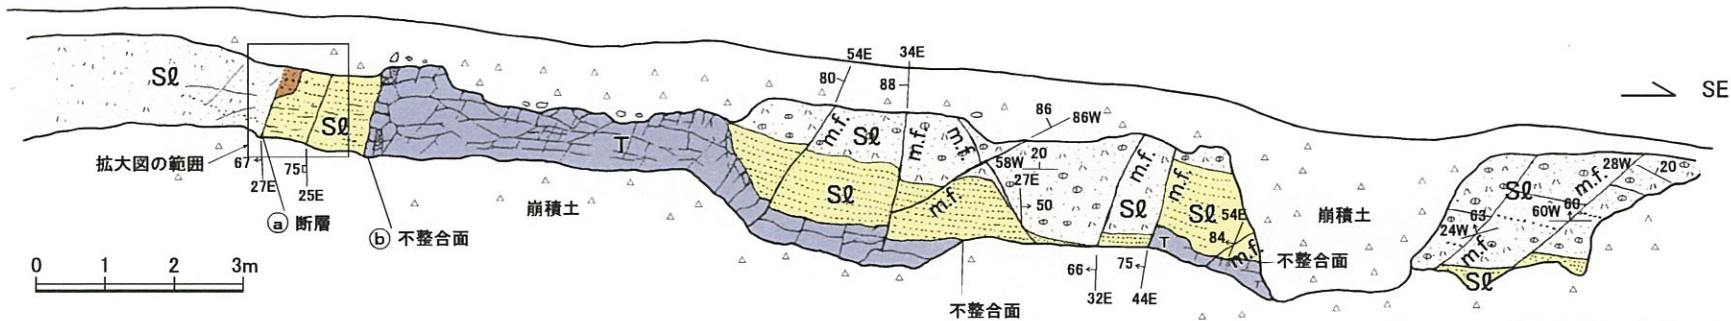 SE
54E
34E
80
88
86
86W
Sℓ
拡大図の範囲
67
27E
75
25E
Sℓ
ⓐ 断層
ⓑ 不整合面
T
崩積土
m.f.
Sℓ
m.f.
m.f.
Sℓ
m.f.
58W
20
27E
50
不整合面
m.f.
Sℓ
66
32E
75
44E
m.f.
Sℓ
T
54E
84
m.f.
不整合面
T
崩積土
Sℓ
m.f.
28W
20
63
24W
60W
60
m.f.
Sℓ
0 1 2 3m